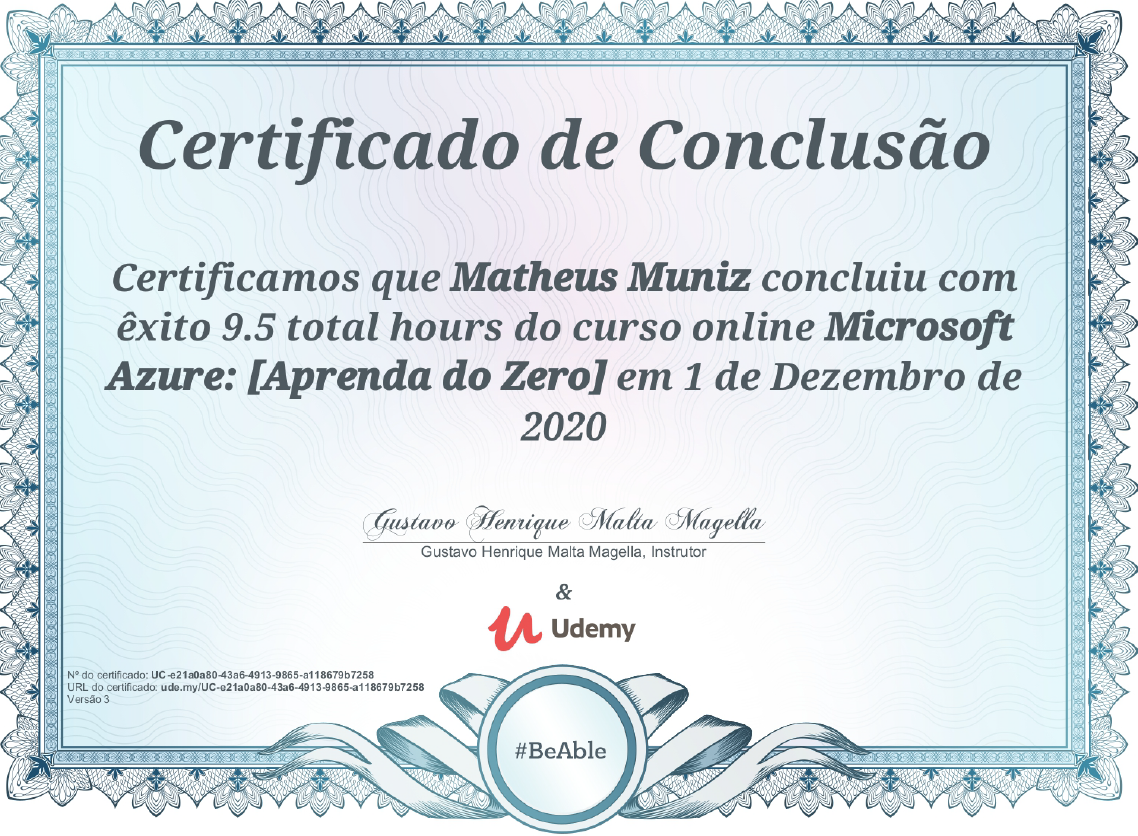 Certificado de Conclusão
Certificamos que Matheus Muniz concluiu com
êxito 9.5 total hours do curso online Microsoft
Azure: [Aprenda do Zero] em 1 de Dezembro de
2020
Gustavo Henrique Malta Magella
Gustavo Henrique Malta Magella, Instrutor
&
Udemy
Nº do certificado: UC-e21a0a80-43a6-4913-9865-a118679b7258
URL do certificado: ude.my/UC-e21a0a80-43a6-4913-9865-a118679b7258
Versão 3
#BeAble